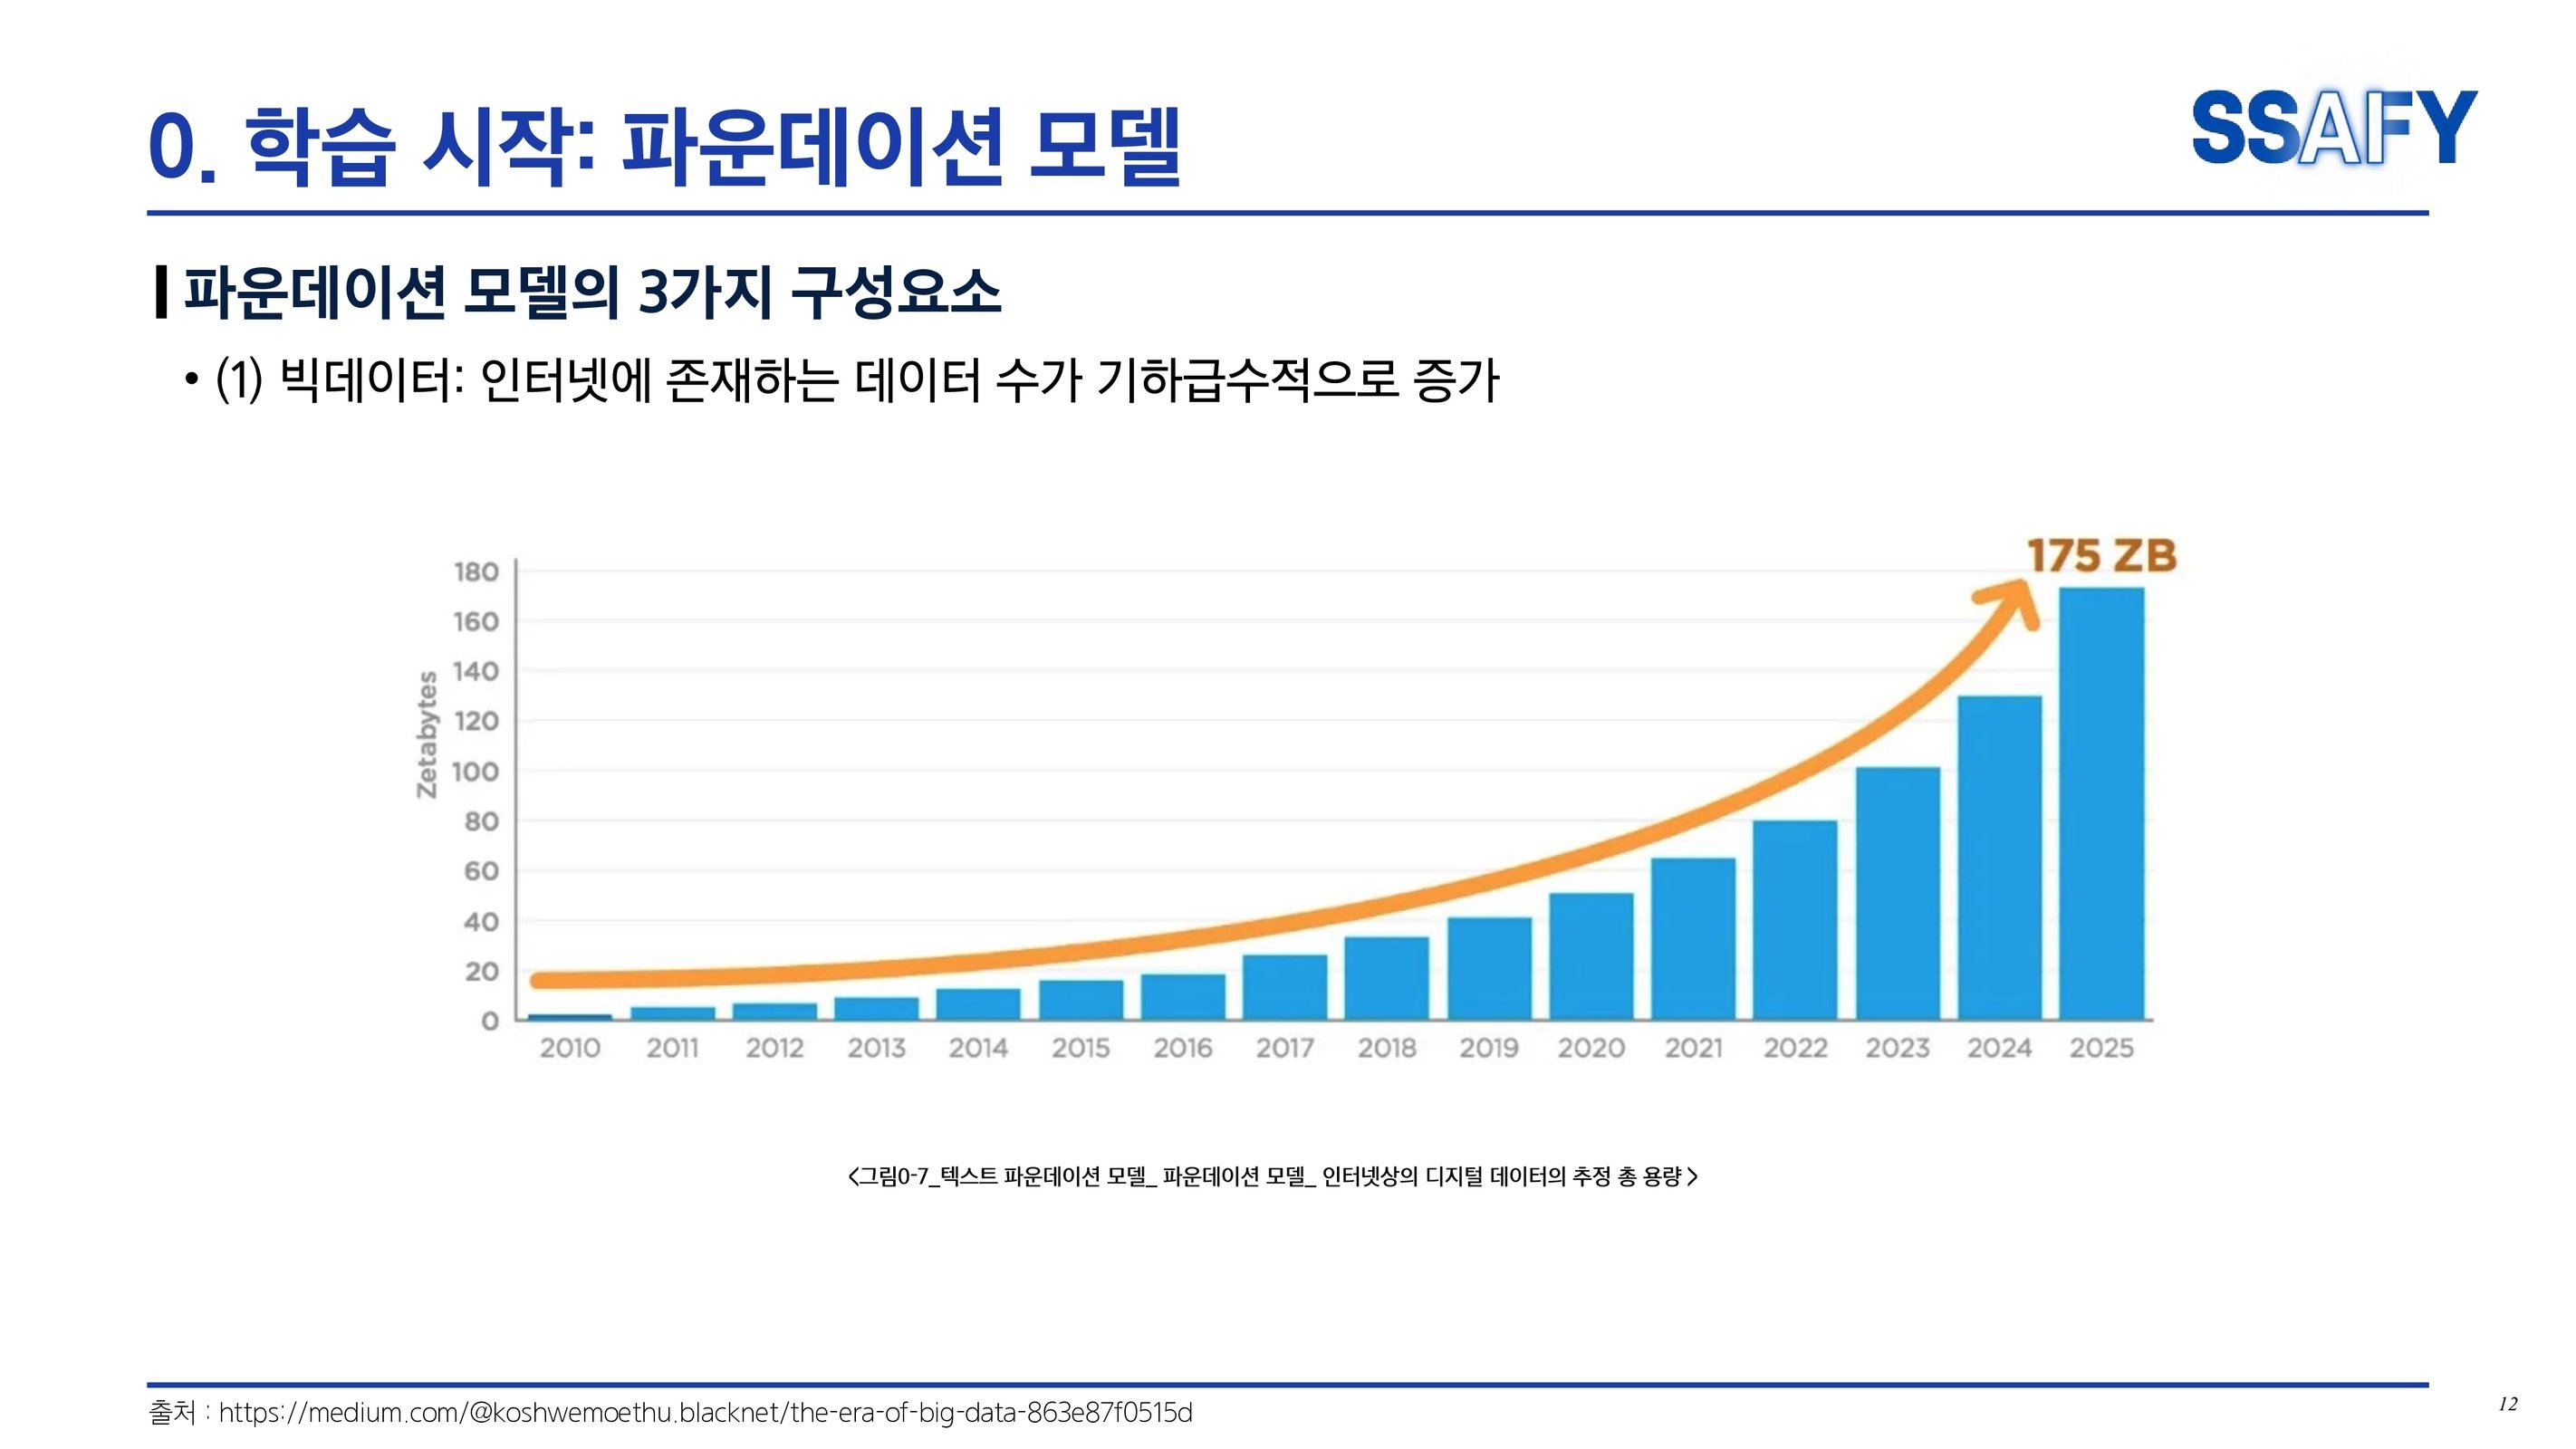 0. 학습 시작: 파운데이션 모델
SSAFY
파운데이션 모델의 3가지 구성요소
• (1) 빅데이터: 인터넷에 존재하는 데이터 수가 기하급수적으로 증가
175 ZB
Zetabytes
180
160
140
120
100
80
60
40
20
0
2010 2011 2012 2013 2014 2015 2016 2017 2018 2019 2020 2021 2022 2023 2024 2025
<그림0-7_텍스트 파운데이션 모델_ 파운데이션 모델_ 인터넷상의 디지털 데이터의 추정 총 용량 >
출처 : https://medium.com/@koshwemoethu.blacknet/the-era-of-big-data-863e87f0515d
12